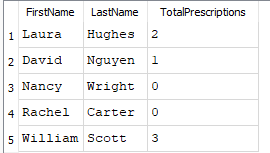 FirstName LastName TotalPrescriptions
1 Laura Hughes 2
2 David Nguyen 1
3 Nancy Wright 0
4 Rachel Carter 0
5 William Scott 3